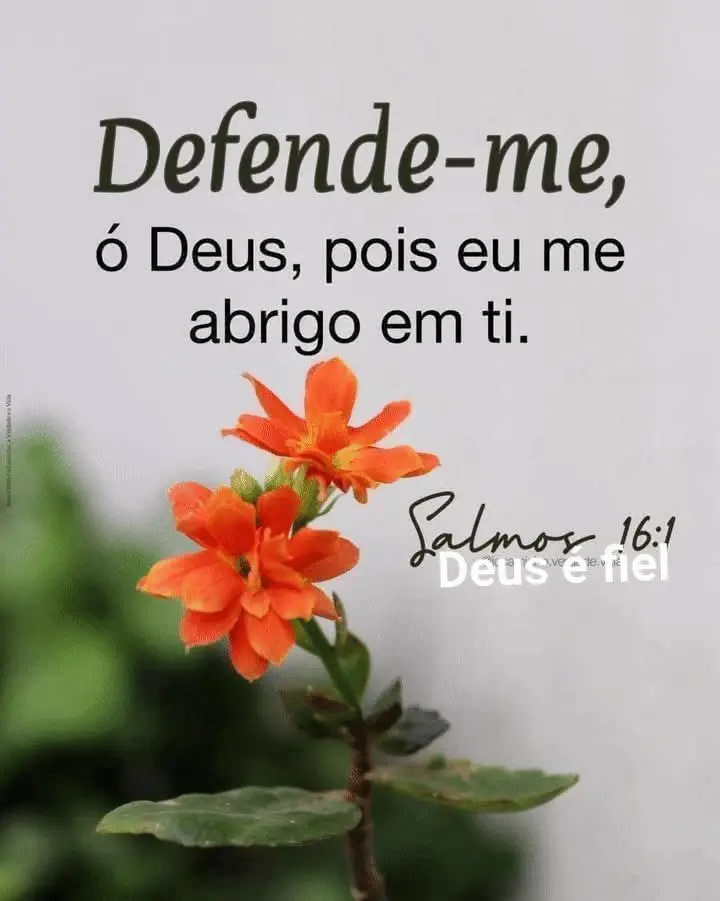 Defende-me,
ó Deus, pois eu me
abrigo em ti.
Salmos 16:1
Deus é fiel